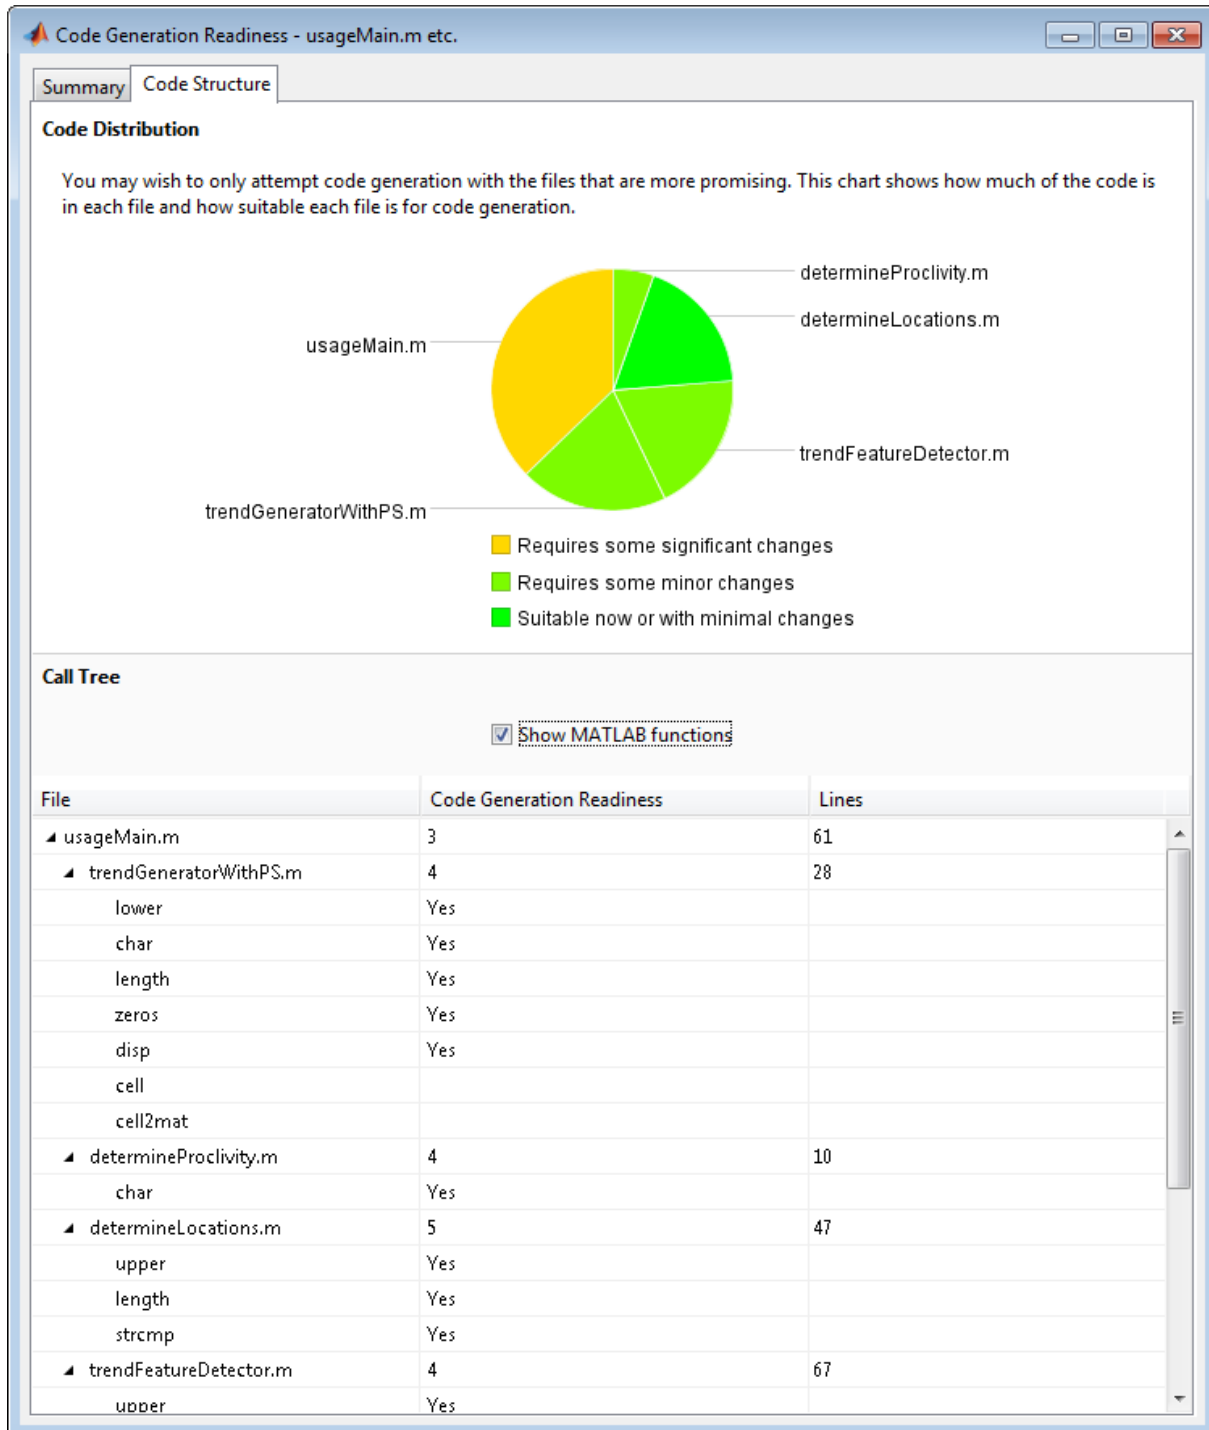 Code Generation Readiness - usageMain.m etc.
Summary
Code Structure
Code Distribution
You may wish to only attempt code generation with the files that are more promising. This chart shows how much of the code is
in each file and how suitable each file is for code generation.
determineProclivity.m
determineLocations.m
usageMain.m
trendFeatureDetector.m
trendGeneratorWithPS.m
Requires some significant changes
Requires some minor changes
Suitable now or with minimal changes
Call Tree
Show MATLAB functions
File Code Generation Readiness Lines
usageMain.m 3 61
trendGeneratorWithPS.m 4 28
lower Yes
char Yes
length Yes
zeros Yes
disp Yes
cell
cell2mat
determineProclivity.m 4 10
char Yes
determineLocations.m 5 47
upper Yes
length Yes
strcmp Yes
trendFeatureDetector.m 4 67
upper Yes